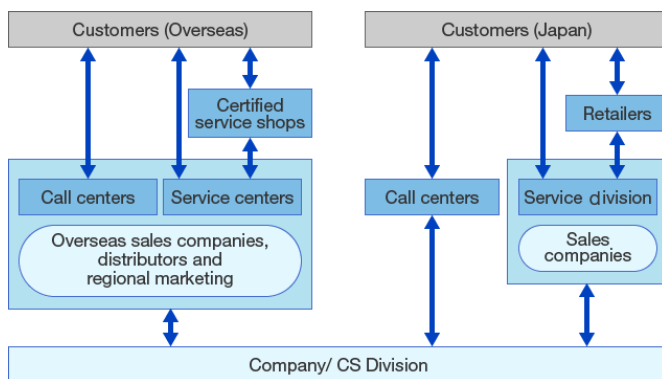 Customers (Overseas)
Customers (Japan)
Certified
service shops
Retailers
Call centers
Service centers
Call centers
Service division
Overseas sales companies,
distributors and
regional marketing
Sales
companies
Company/ CS Division